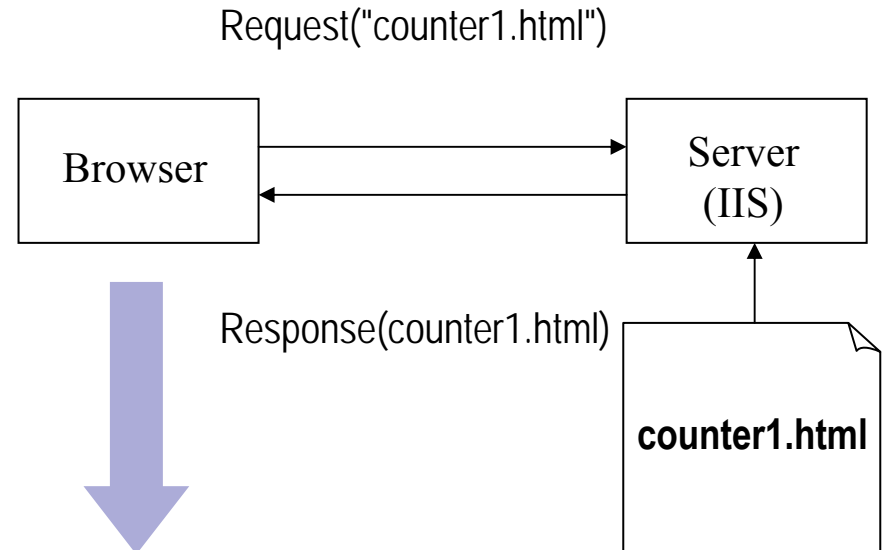 Request("counter1.html")
Browser
Server
(IIS)
Response(counter1.html)
counter1.html